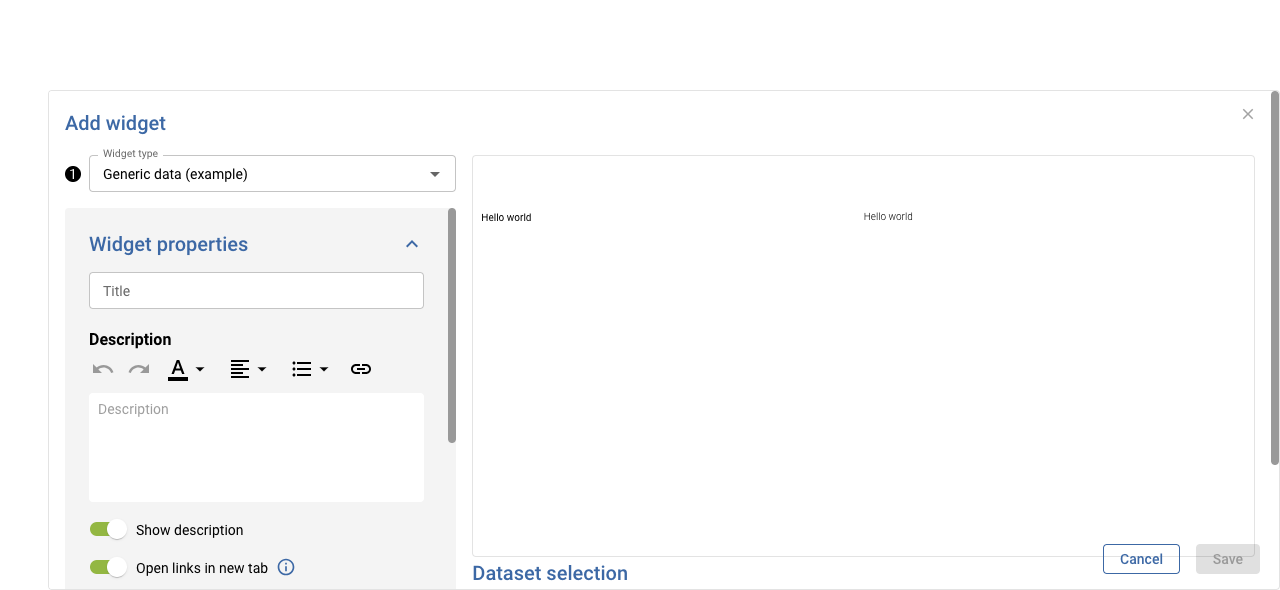 Add widget
Widget type
1
Generic data (example)
Widget properties
Title
Description
A
Description
Show description
Open links in new tab
Hello world
Hello world
Dataset selection
Cancel
Save